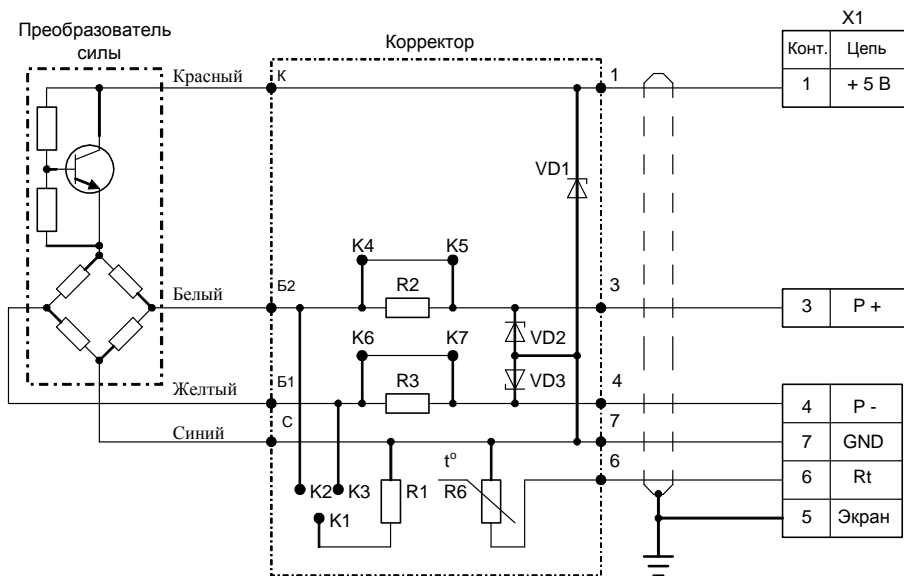 Преобразователь
силы
Корректор
X1
Конт. Цепь
1 + 5 В
Красный
К
1
VD1
K4
K5
Белый
Б2
R2
3
3 P +
VD2
K6
K7
VD3
Желтый
Б1
R3
4
4 P -
Синий
С
7
7 GND
6
6 Rt
t°
K2
K3
R1
R6
K1
5 Экран